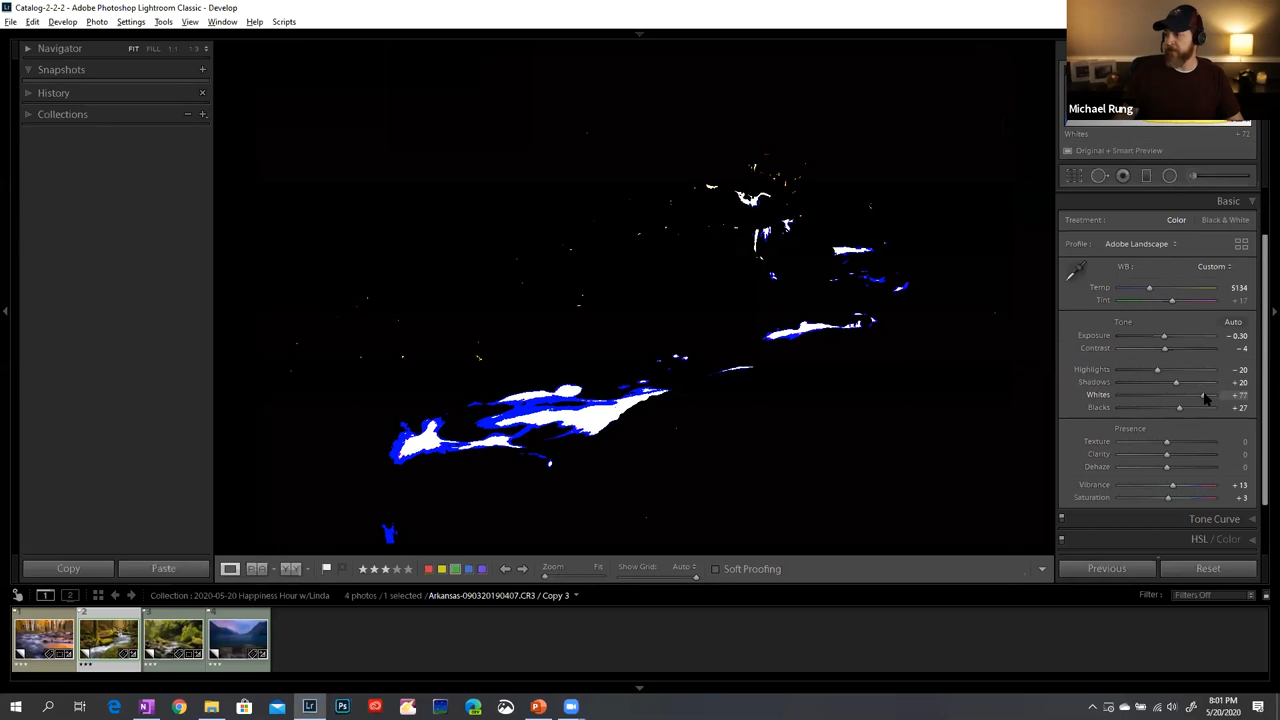 Catalog-2-2-2 - Adobe Photoshop Lightroom Classic - Develop
File Edit Develop Photo Settings Tools View Window Help Scripts
Navigator FIT FILL 1:1 1:3
Snapshots
History
Collections
Michael Rung
Whites + 72
Original + Smart Preview
Basic
Treatment : Color Black & White
Profile : Adobe Landscape
WB : Custom
Temp 5134
Tint + 17
Tone Auto
Exposure − 0.30
Contrast − 4
Highlights − 20
Shadows + 20
Whites + 77
Blacks + 27
Presence
Texture 0
Clarity 0
Dehaze 0
Vibrance + 13
Saturation + 3
Tone Curve
HSL / Color
Copy Paste
Zoom Fit
Show Grid: Auto
Soft Proofing
Previous Reset
1 2
Collection : 2020-05-20 Happiness Hour w/Linda
4 photos / 1 selected / Arkansas-090320190407.CR3 / Copy 3
Filter : Filters Off
1 2 3 4
8:01 PM
5/20/2020